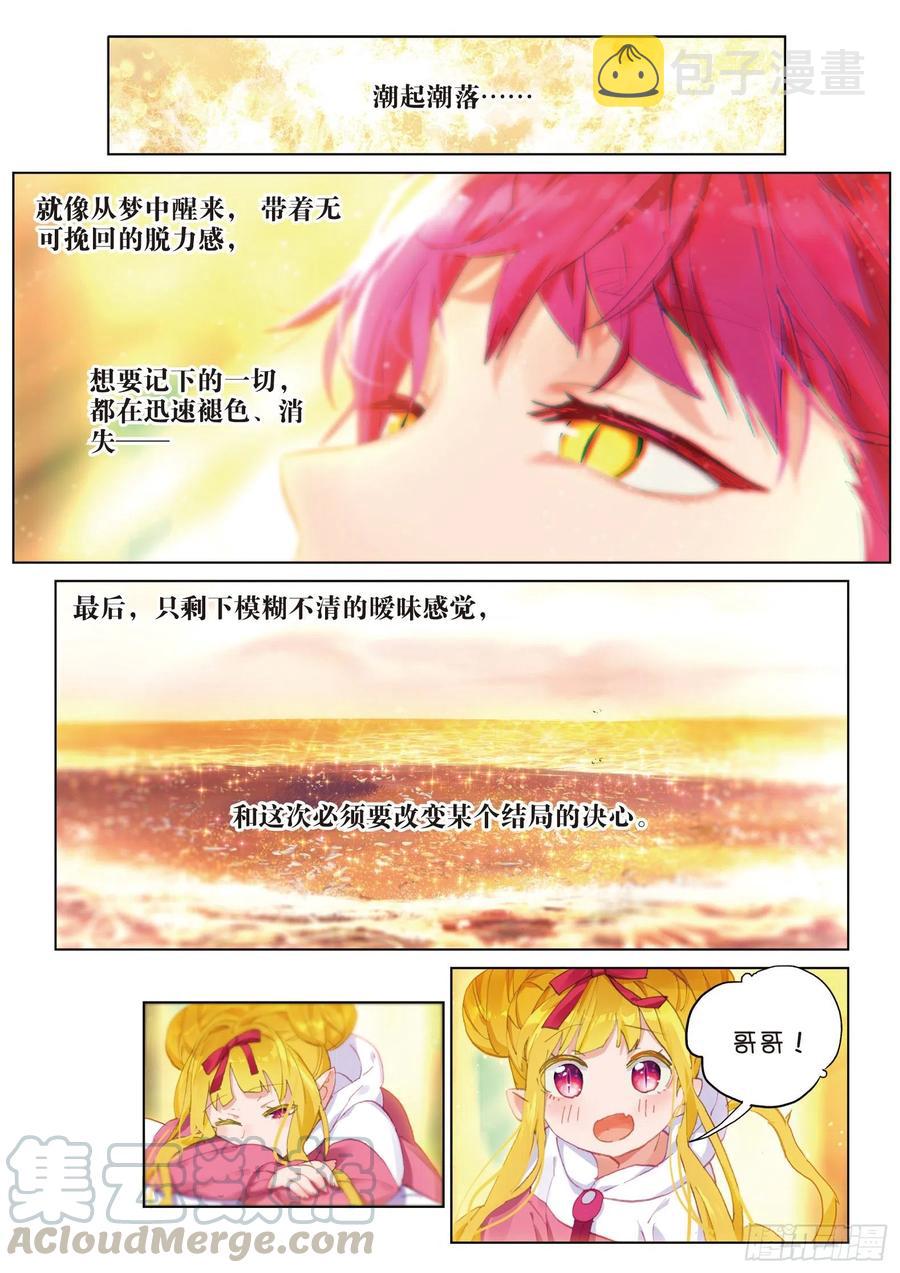 包子漫畫
潮起潮落……
就像从梦中醒来， 带着无
可挽回的脱力感，
想要记下的一切，
都在迅速褪色、消
失——
最后，只剩下模糊不清的暧昧感觉，
和这次必须要改变某个结局的决心。
哥哥！
集云数据
ACloudMerge.com
腾讯动漫